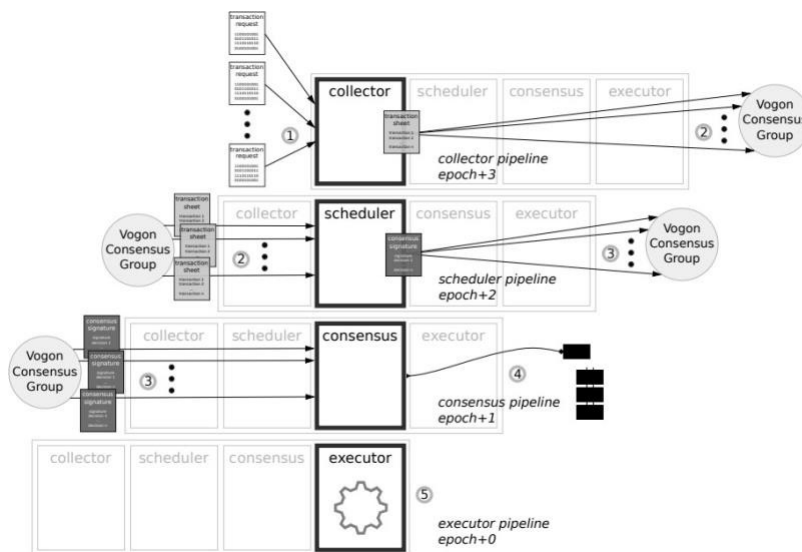 transaction
request
transaction
request
transaction
request
1
collector
scheduler
consensus
executor
transaction
sheet
2
Vogon
Consensus
Group
collector pipeline
epoch+3
Vogon
Consensus
Group
transaction
sheet
transaction
sheet
transaction
sheet
2
collector
scheduler
consensus
executor
consensus
signature
3
Vogon
Consensus
Group
scheduler pipeline
epoch+2
Vogon
Consensus
Group
consensus
signature
consensus
signature
consensus
signature
3
collector
scheduler
consensus
executor
4
consensus pipeline
epoch+1
collector
scheduler
consensus
executor
5
executor pipeline
epoch+0